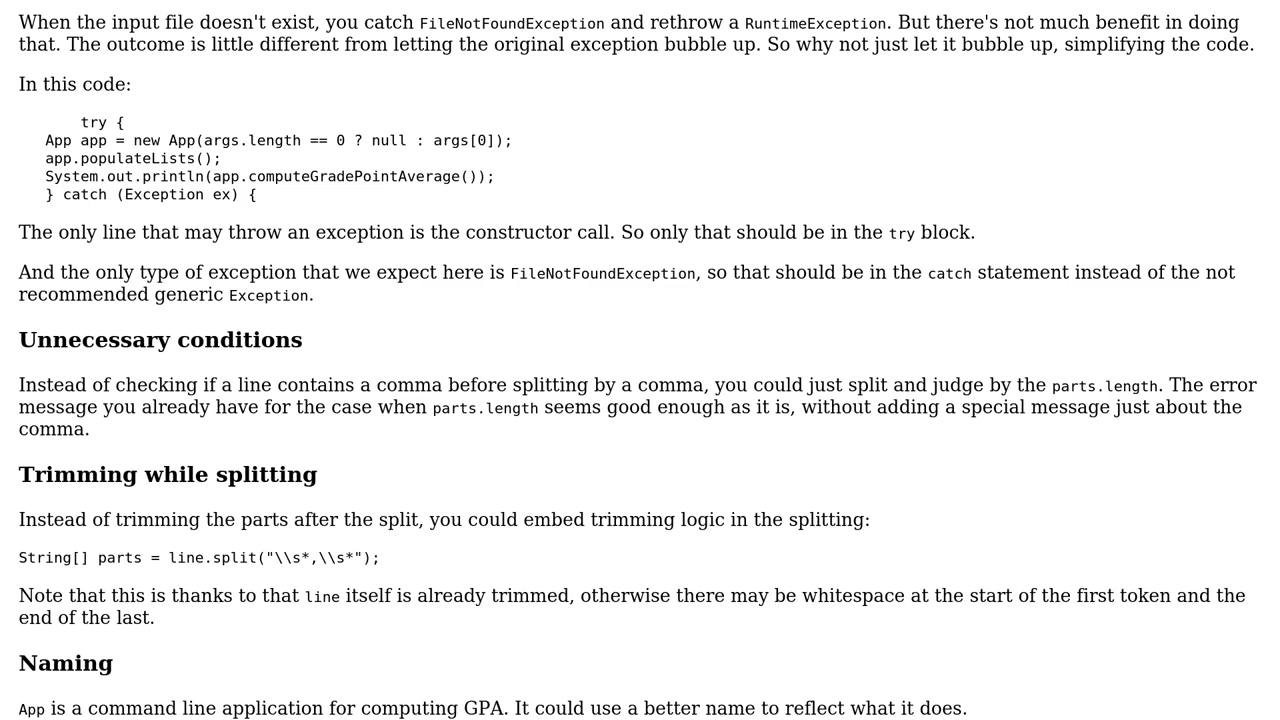 When the input file doesn't exist, you catch FileNotFoundException and rethrow a RuntimeException. But there's not much benefit in doing
that. The outcome is little different from letting the original exception bubble up. So why not just let it bubble up, simplifying the code.
In this code:
try {
App app = new App(args.length == 0 ? null : args[0]);
app.populateLists();
System.out.println(app.computeGradePointAverage());
} catch (Exception ex) {
The only line that may throw an exception is the constructor call. So only that should be in the try block.
And the only type of exception that we expect here is FileNotFoundException, so that should be in the catch statement instead of the not
recommended generic Exception.
Unnecessary conditions
Instead of checking if a line contains a comma before splitting by a comma, you could just split and judge by the parts.length. The error
message you already have for the case when parts.length seems good enough as it is, without adding a special message just about the
comma.
Trimming while splitting
Instead of trimming the parts after the split, you could embed trimming logic in the splitting:
String[] parts = line.split("\\s*,\\s*");
Note that this is thanks to that line itself is already trimmed, otherwise there may be whitespace at the start of the first token and the
end of the last.
Naming
App is a command line application for computing GPA. It could use a better name to reflect what it does.